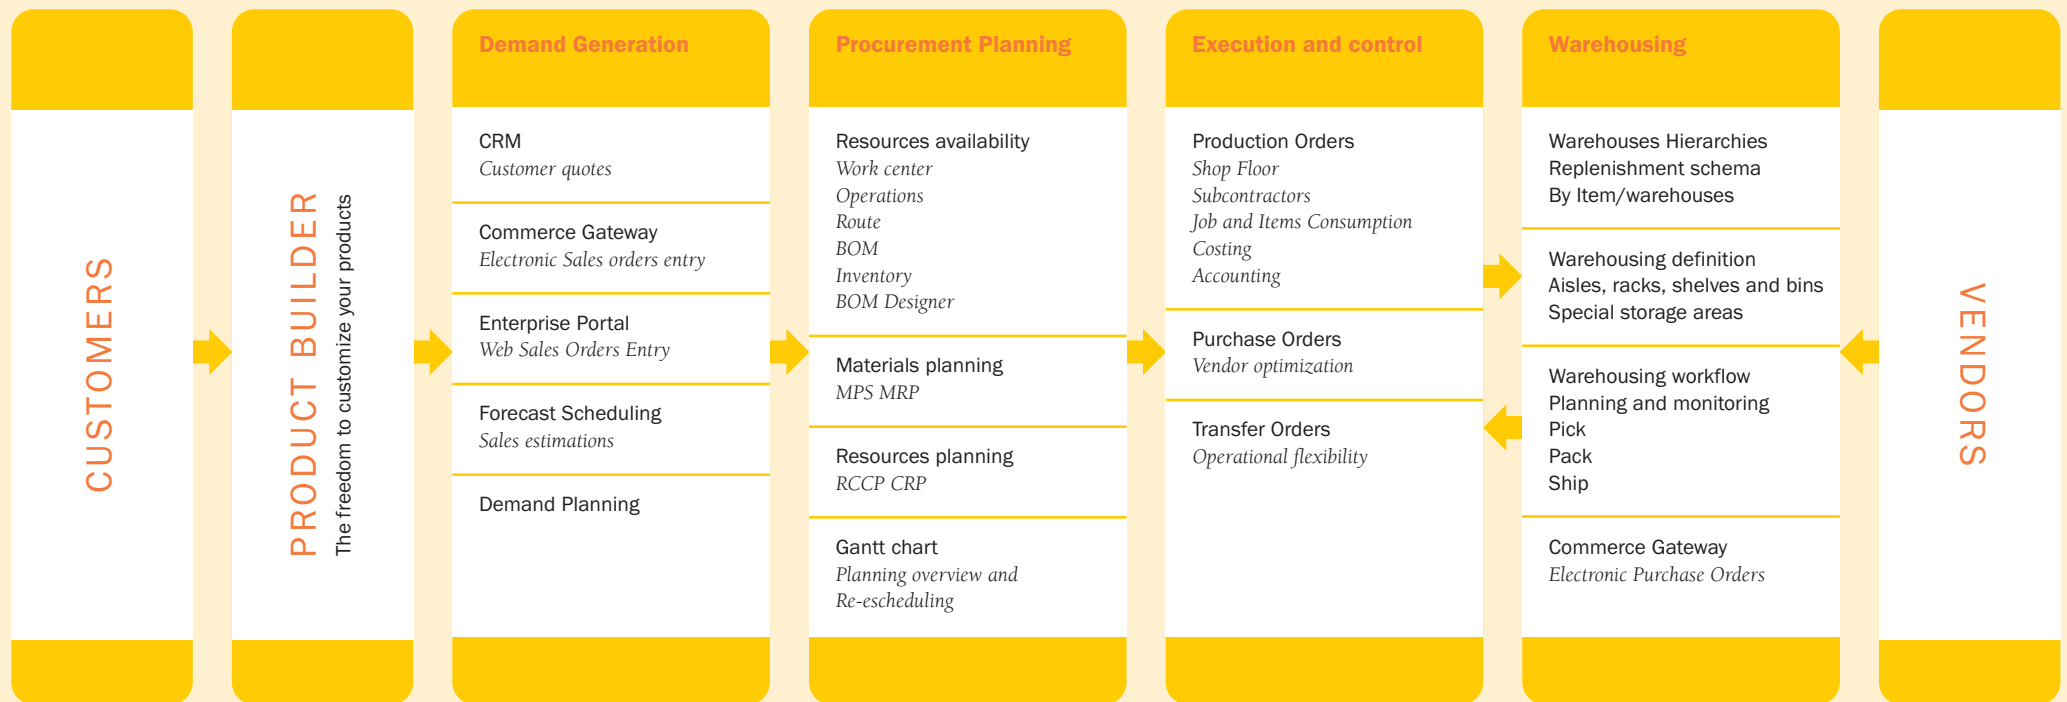 CUSTOMERS
PRODUCT BUILDER
The freedom to customize your products
Demand Generation
CRM
Customer quotes
Commerce Gateway
Electronic Sales orders entry
Enterprise Portal
Web Sales Orders Entry
Forecast Scheduling
Sales estimations
Demand Planning
Procurement Planning
Resources availability
Work center
Operations
Route
BOM
Inventory
BOM Designer
Materials planning
MPS MRP
Resources planning
RCCP CRP
Gantt chart
Planning overview and
Re-escheduling
Execution and control
Production Orders
Shop Floor
Subcontractors
Job and Items Consumption
Costing
Accounting
Purchase Orders
Vendor optimization
Transfer Orders
Operational flexibility
Warehousing
Warehouses Hierarchies
Replenishment schema
By Item/warehouses
Warehousing definition
Aisles, racks, shelves and bins
Special storage areas
Warehousing workflow
Planning and monitoring
Pick
Pack
Ship
Commerce Gateway
Electronic Purchase Orders
VENDORS